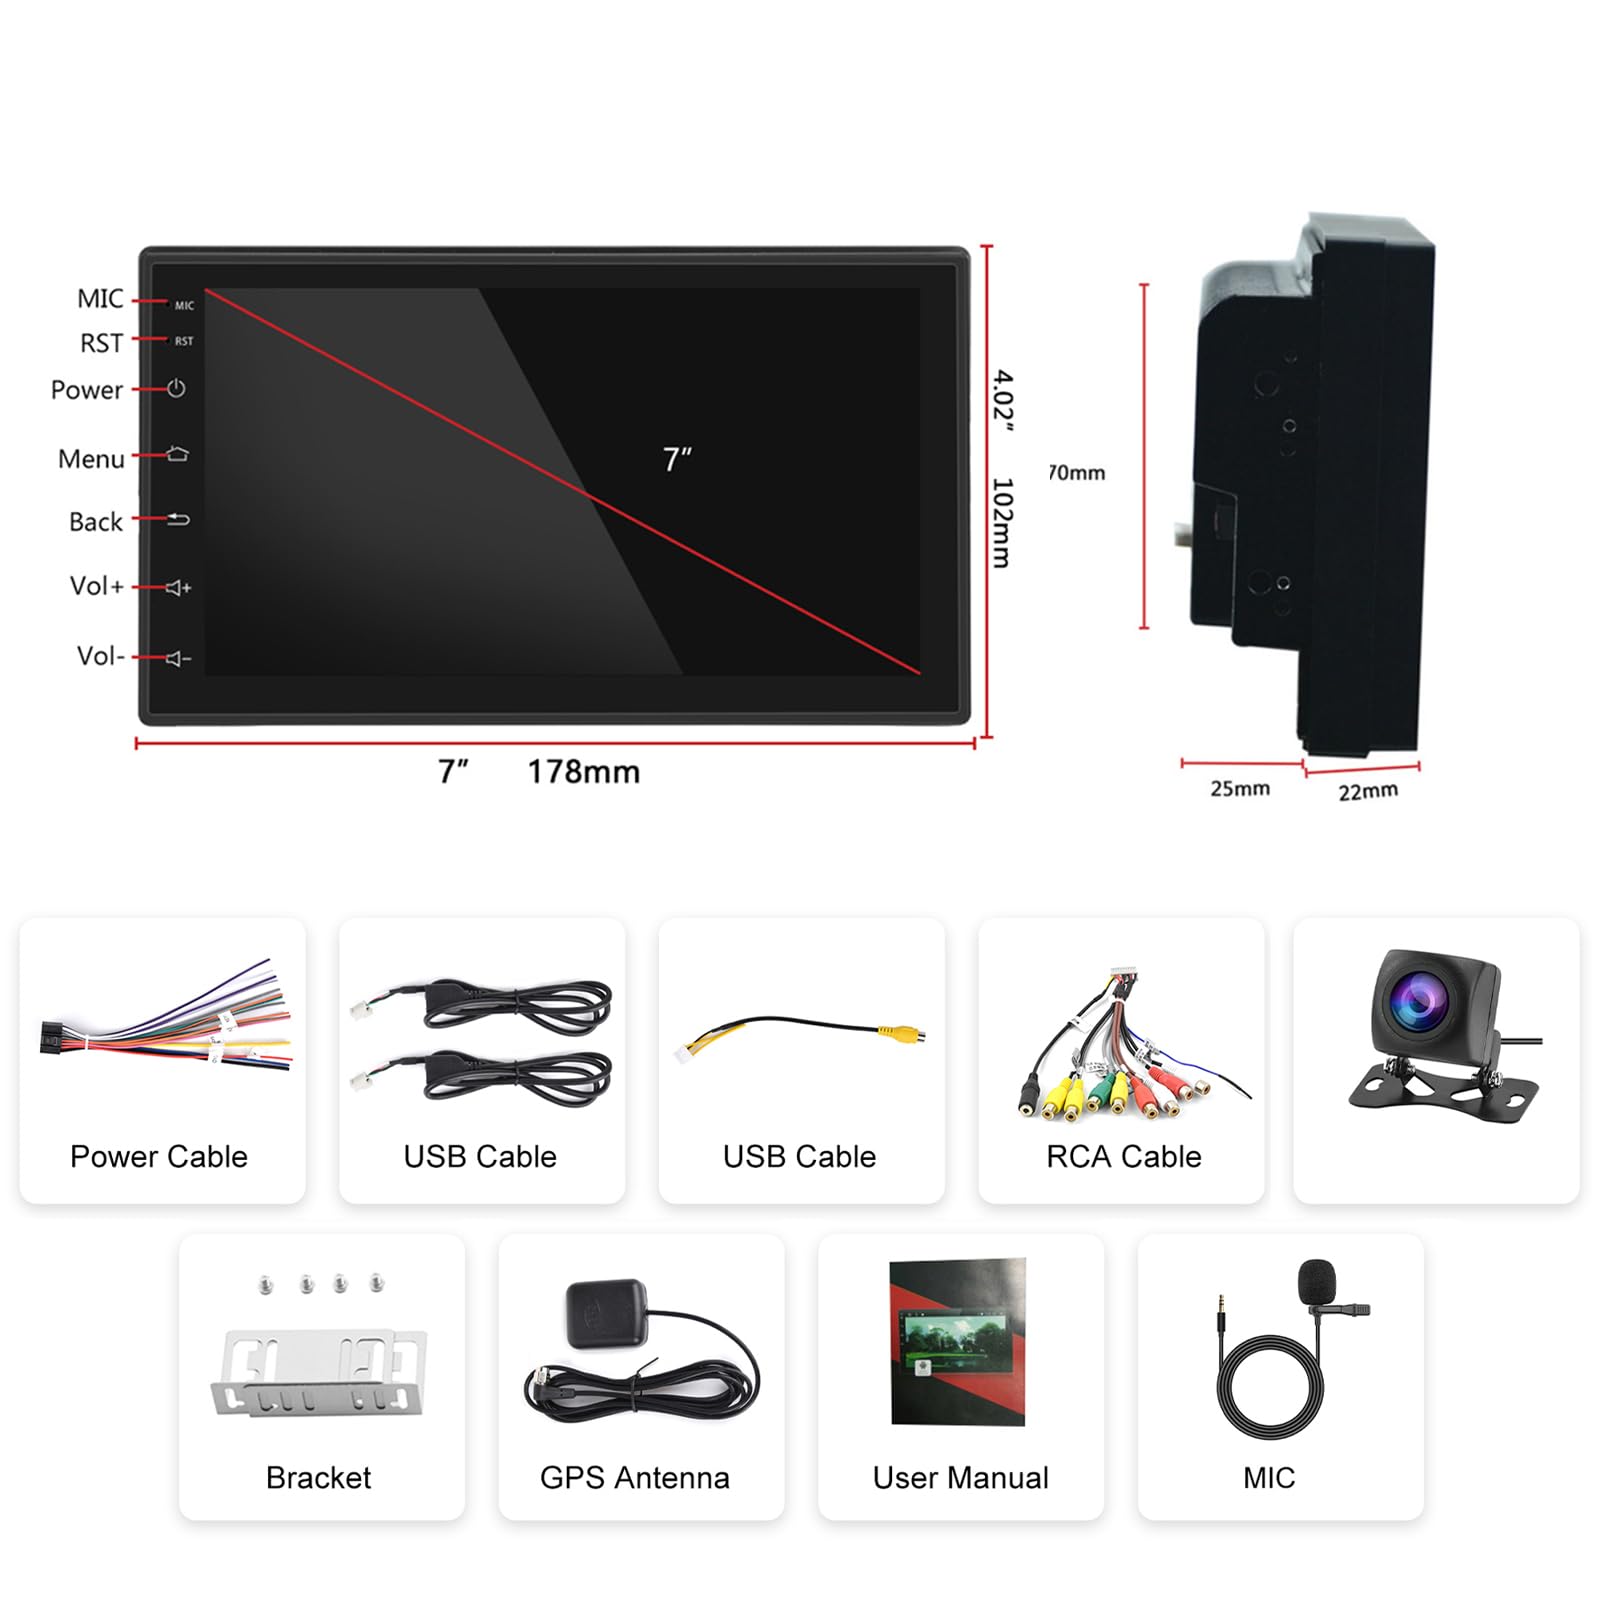 MIC
MIC
RST
RST
Power
Menu
Back
Vol+
Vol-
7"
4.02" 102mm
7" 178mm
70mm
25mm
22mm
Power Cable
USB Cable
USB Cable
RCA Cable
Bracket
GPS Antenna
User Manual
MIC